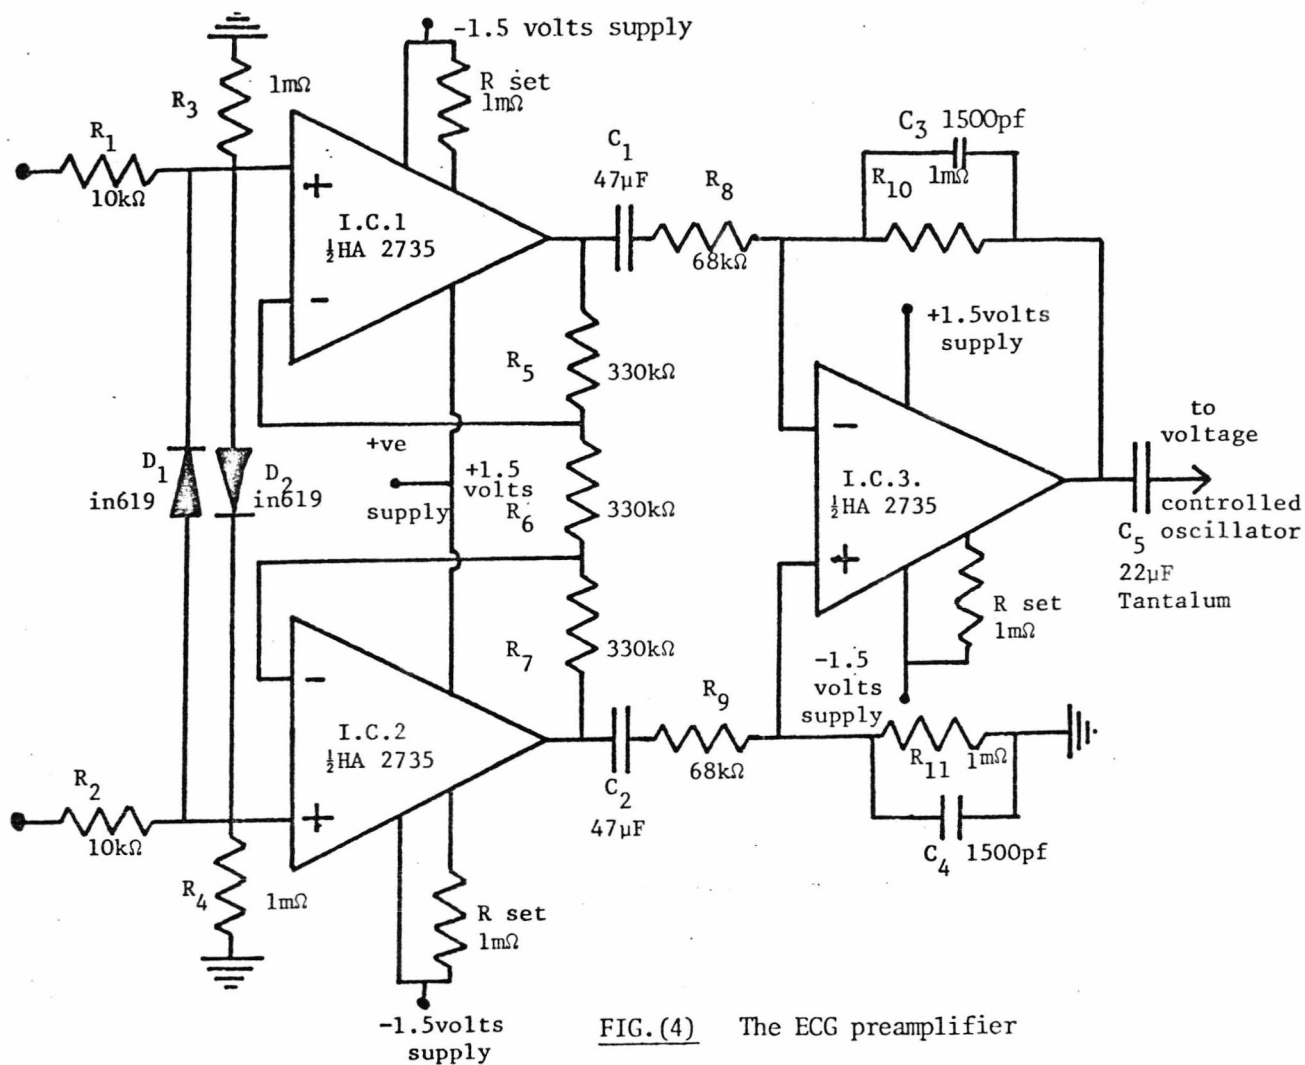 -1.5 volts supply
R3
1mΩ
R set
1mΩ
R1
10kΩ
+
I.C.1
½HA 2735
-
C1
47μF
R8
68kΩ
C3 1500pf
R10
1mΩ
+1.5volts
supply
R5
330kΩ
+ve
+1.5
volts
supply
D1
in619
D2
in619
R6
330kΩ
-
I.C.3.
½HA 2735
+
to
voltage
controlled
oscillator
C5
22μF
Tantalum
R set
1mΩ
-1.5
volts
supply
R7
330kΩ
-
I.C.2
½HA 2735
+
R9
68kΩ
C2
47μF
R11
1mΩ
C4 1500pf
R2
10kΩ
R4
1mΩ
R set
1mΩ
-1.5volts
supply
FIG.(4) The ECG preamplifier